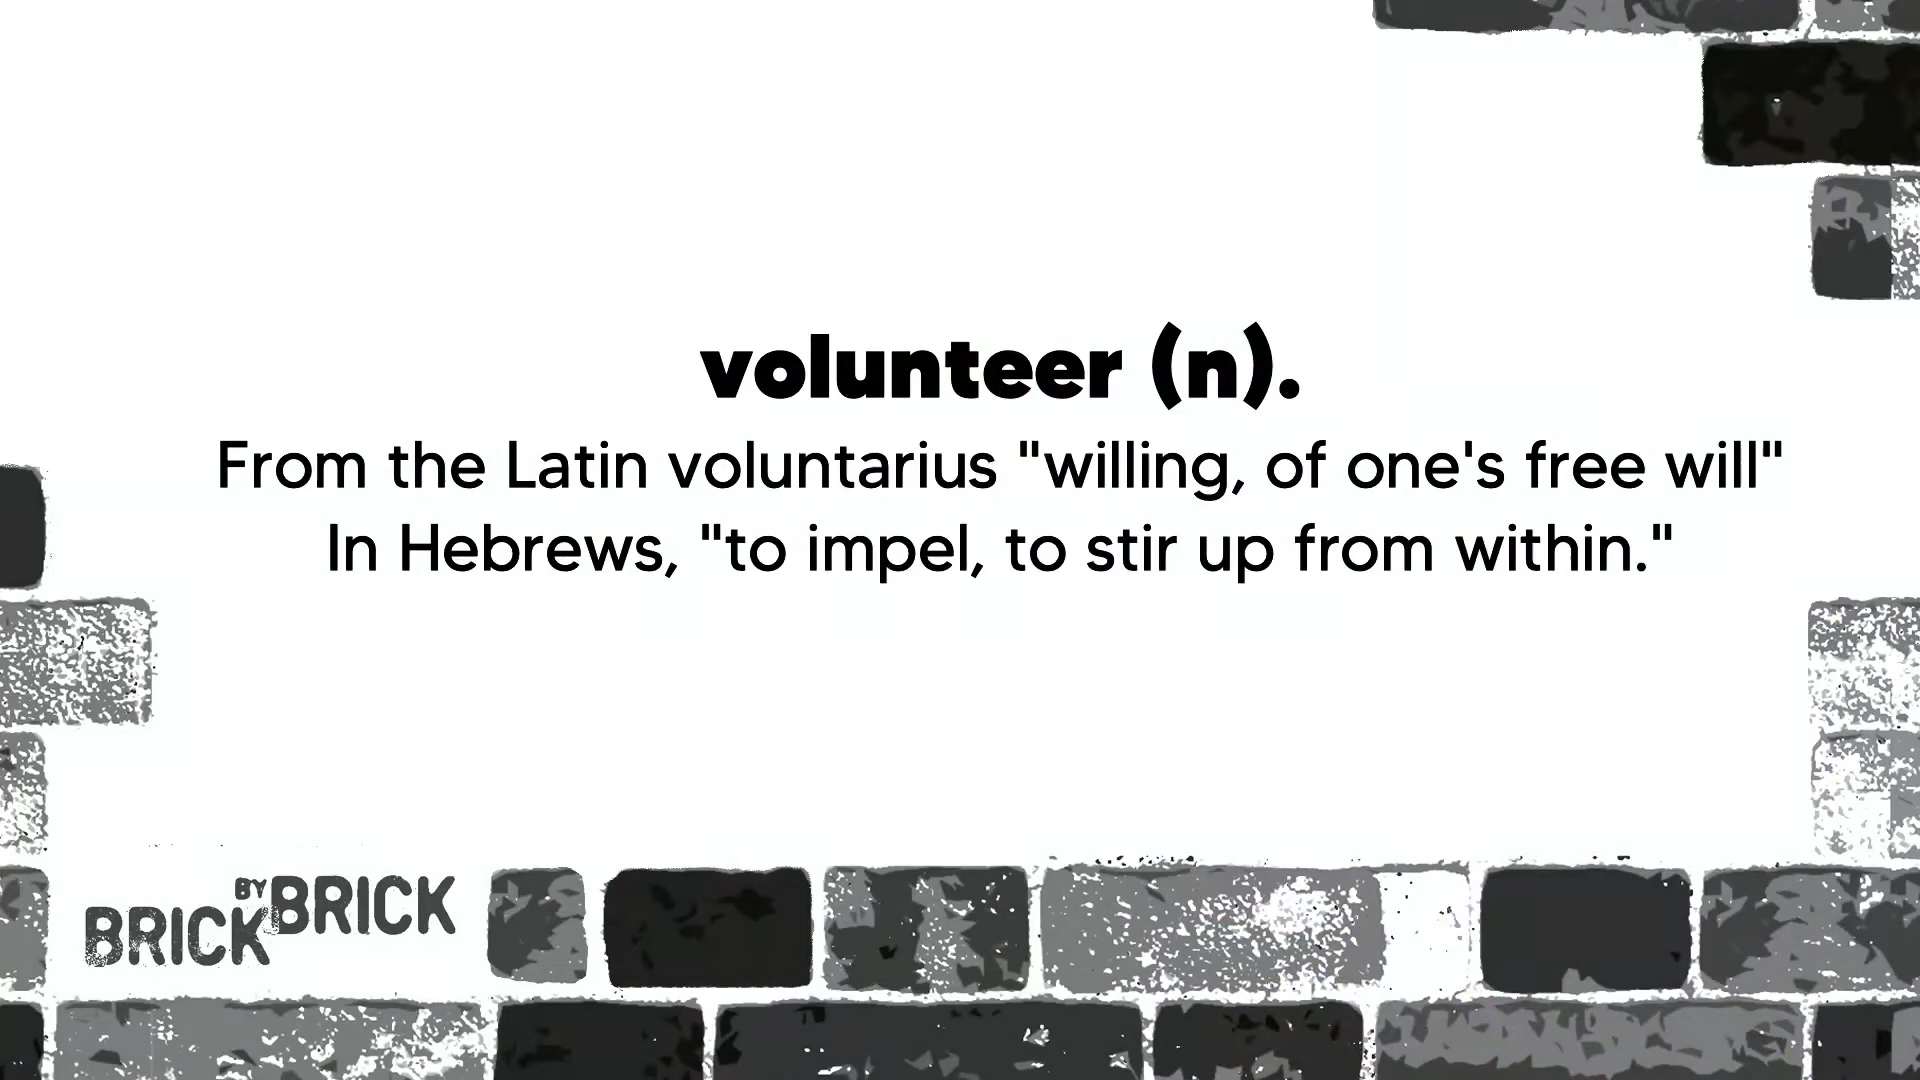 volunteer (n).
From the Latin voluntarius "willing, of one's free will"
In Hebrews, "to impel, to stir up from within."
BRICK BY BRICK